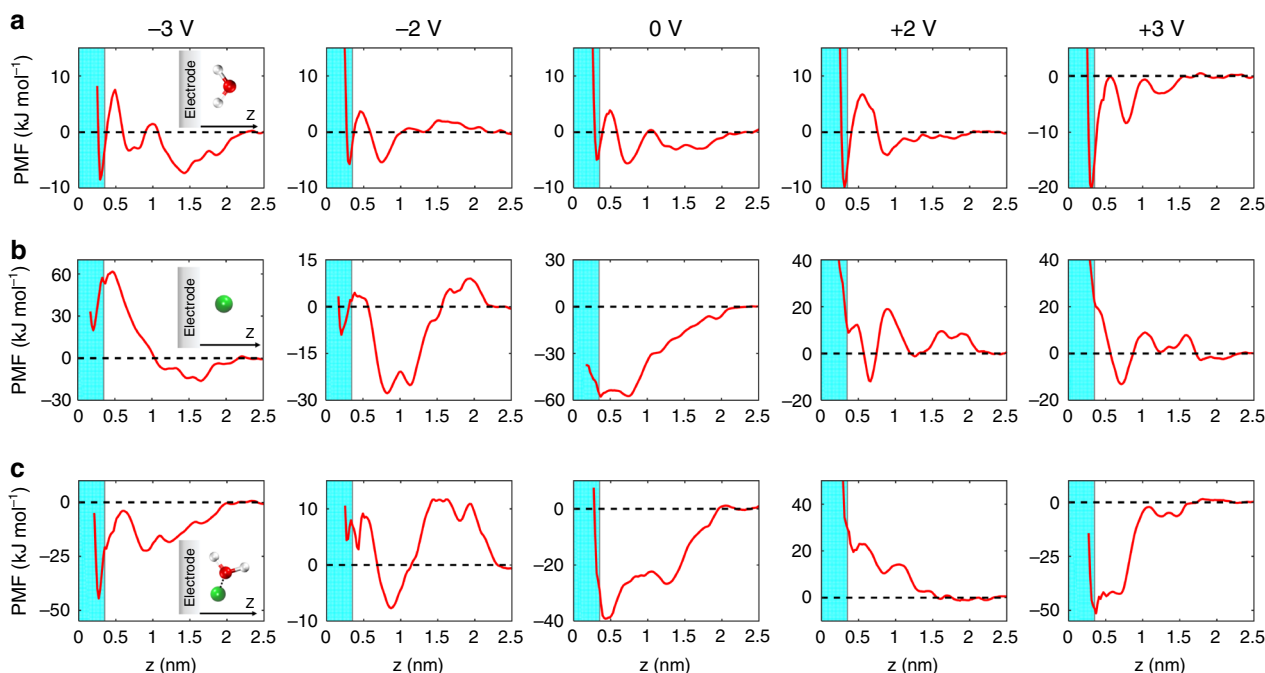 a
−3 V −2 V 0 V +2 V +3 V
PMF (kJ mol⁻¹)
10 0 −10
Electrode
Z
0 0.5 1 1.5 2 2.5
10 0 −10
0 0.5 1 1.5 2 2.5
10 0 −10
0 0.5 1 1.5 2 2.5
10 0 −10
0 0.5 1 1.5 2 2.5
0 −10 −20
0 0.5 1 1.5 2 2.5
b
PMF (kJ mol⁻¹)
60 30 0 −30
Electrode
Z
0 0.5 1 1.5 2 2.5
15 0 −15 −30
0 0.5 1 1.5 2 2.5
0 −30 −60
0 0.5 1 1.5 2 2.5
40 20 0 −20
0 0.5 1 1.5 2 2.5
40 20 0 −20
0 0.5 1 1.5 2 2.5
c
PMF (kJ mol⁻¹)
0 −25 −50
Electrode
Z
0 0.5 1 1.5 2 2.5
10 0 −10
0 0.5 1 1.5 2 2.5
0 −20 −40
0 0.5 1 1.5 2 2.5
40 20 0
0 0.5 1 1.5 2 2.5
0 −25 −50
0 0.5 1 1.5 2 2.5
z (nm) z (nm) z (nm) z (nm) z (nm)